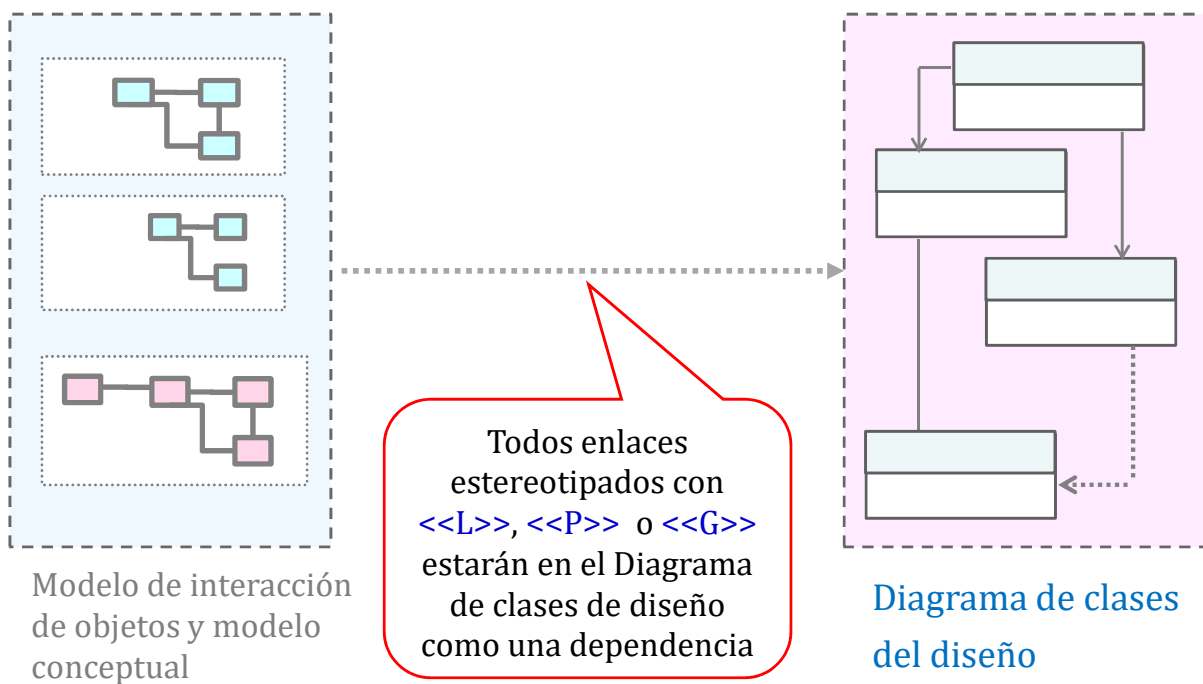 Todos enlaces
estereotipados con
<<L>>, <<P>> o <<G>>
estarán en el Diagrama
de clases de diseño
como una dependencia
Modelo de interacción
de objetos y modelo
conceptual
Diagrama de clases
del diseño